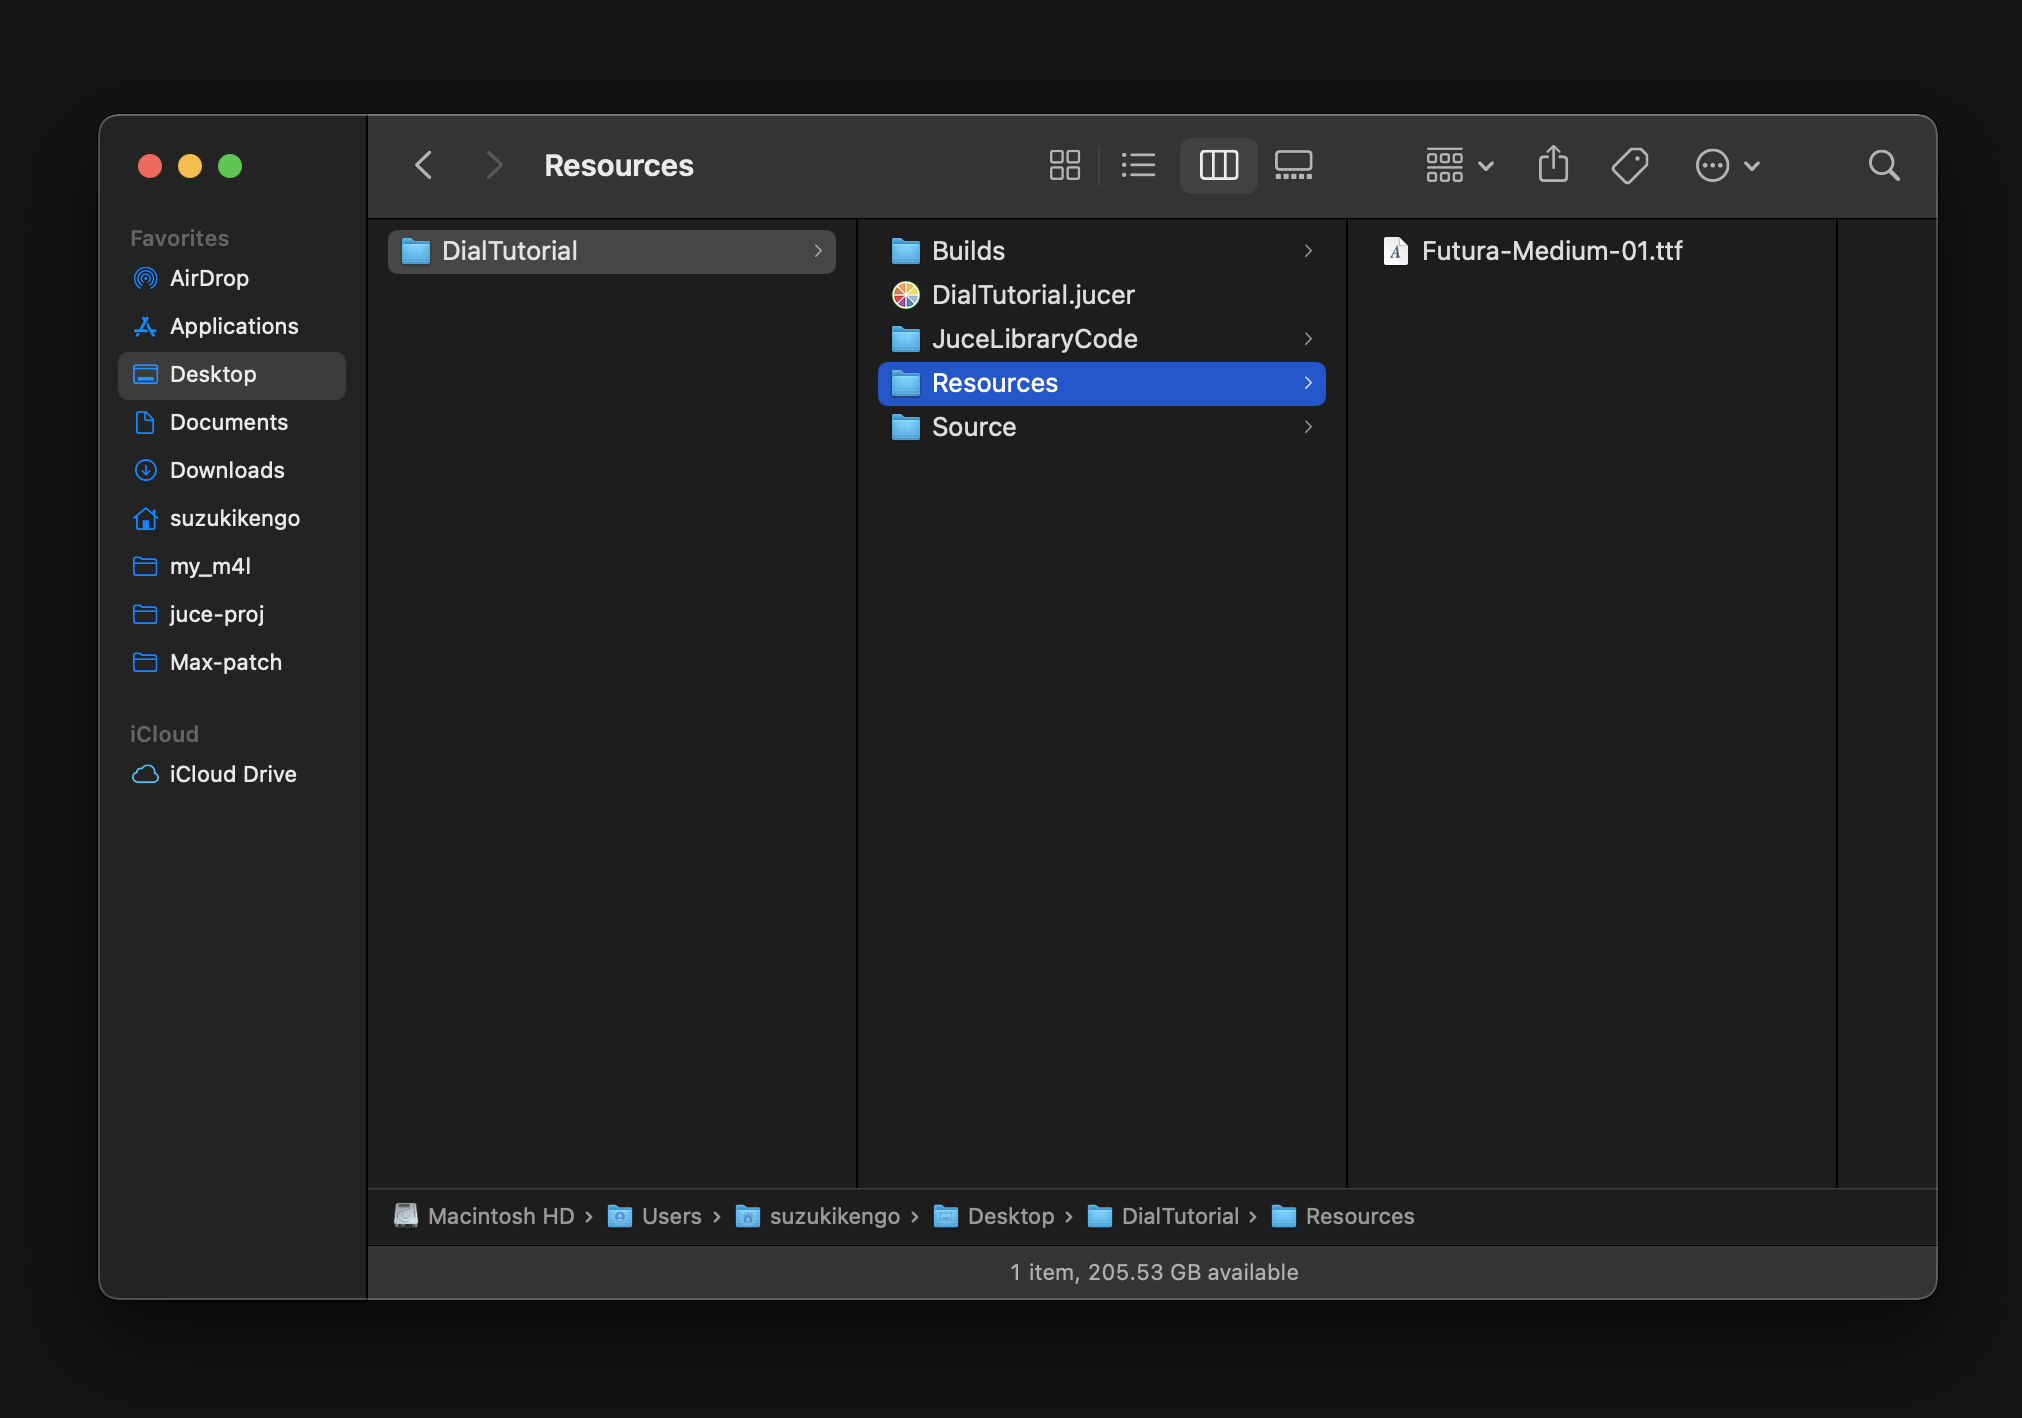 Resources
Favorites
AirDrop
Applications
Desktop
Documents
Downloads
suzukikengo
my_m4l
juce-proj
Max-patch
iCloud
iCloud Drive
DialTutorial
Builds
DialTutorial.jucer
JuceLibraryCode
Resources
Source
Futura-Medium-01.ttf
Macintosh HD › Users › suzukikengo › Desktop › DialTutorial › Resources
1 item, 205.53 GB available